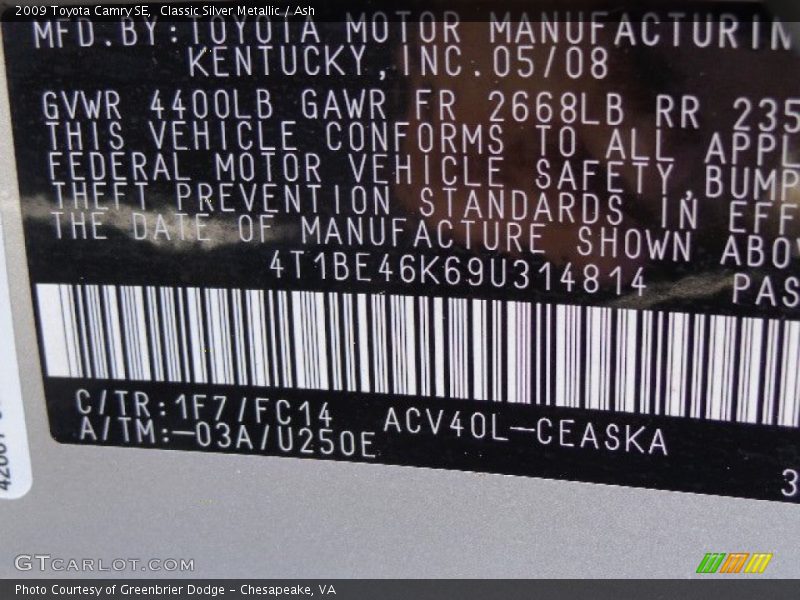 2009 Toyota Camry SE, Classic Silver Metallic / Ash
MFD.BY:TOYOTA MOTOR MANUFACTURIN
KENTUCKY,INC.05/08
GVWR 4400LB GAWR FR 2668LB RR 235
THIS VEHICLE CONFORMS TO ALL APPL
FEDERAL MOTOR VEHICLE SAFETY,BUMP
THEFT PREVENTION STANDARDS IN EFF
THE DATE OF MANUFACTURE SHOWN ABOV
4T1BE46K69U314814 PAS
C/TR:1F7/FC14 ACV40L-CEASKA
A/TM:-03A/U250E
3
GTCARLOT.COM
Photo Courtesy of Greenbrier Dodge - Chesapeake, VA